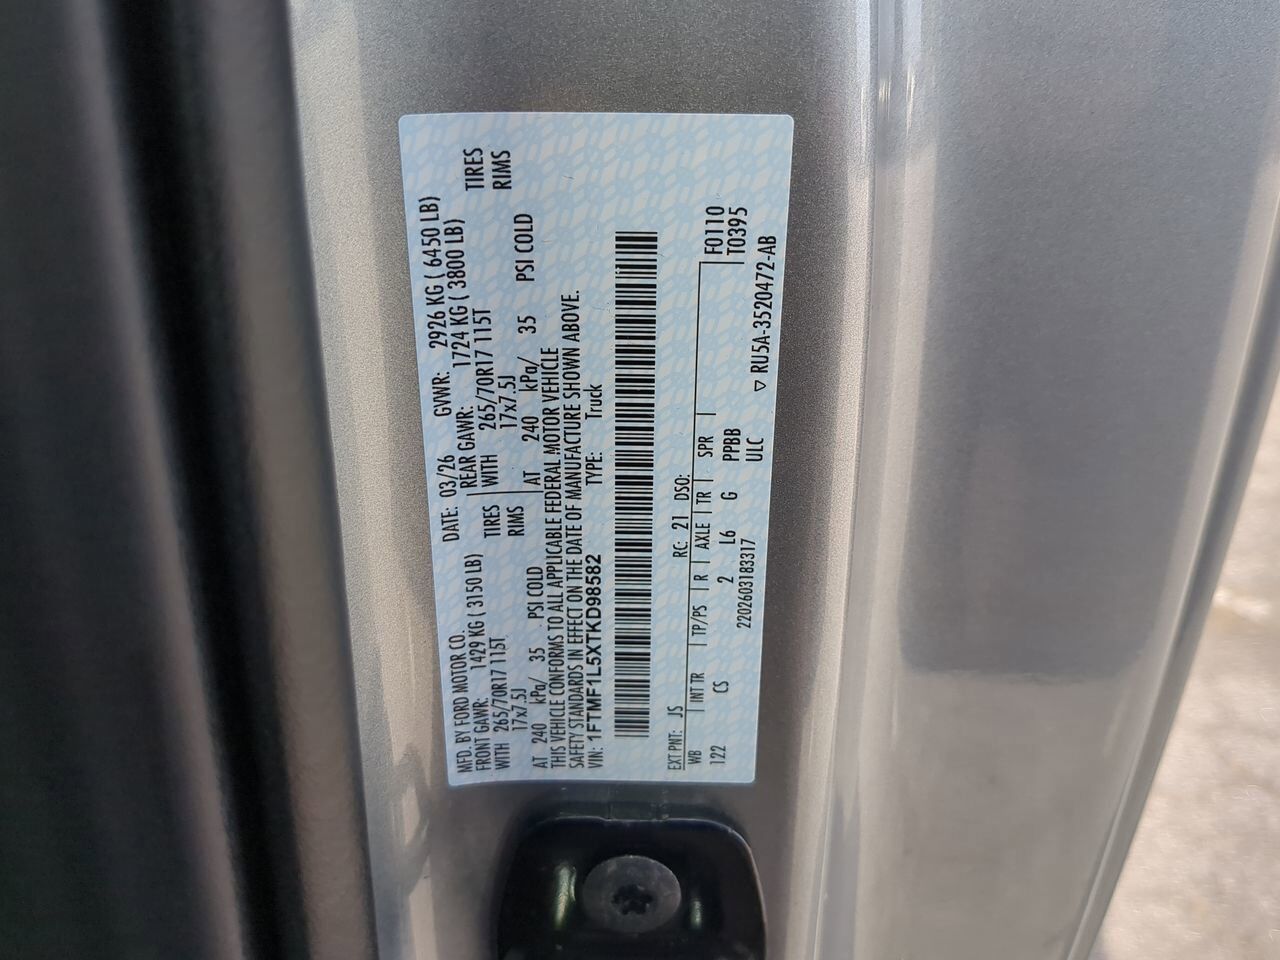 MFD. BY FORD MOTOR CO. DATE: 03/26 GVWR: 2926 KG ( 6450 LB)
FRONT GAWR: 1429 KG ( 3150 LB) REAR GAWR: 1724 KG ( 3800 LB)
WITH 265/70R17 115T TIRES WITH 265/70R17 115T TIRES
17x7.5J RIMS 17x7.5J RIMS
AT 240 kPa/ 35 PSI COLD AT 240 kPa/ 35 PSI COLD
THIS VEHICLE CONFORMS TO ALL APPLICABLE FEDERAL MOTOR VEHICLE
SAFETY STANDARDS IN EFFECT ON THE DATE OF MANUFACTURE SHOWN ABOVE.
VIN: 1FTMF1L5XTKD98582 TYPE: Truck
EXT PNT: JS RC: 21 DSO:
WB INT TR TP/PS R AXLE TR SPR F0110
122 CS 2 L6 G PPBB T0395
2202603183317 ULC
▽ RU5A-3520472-AB